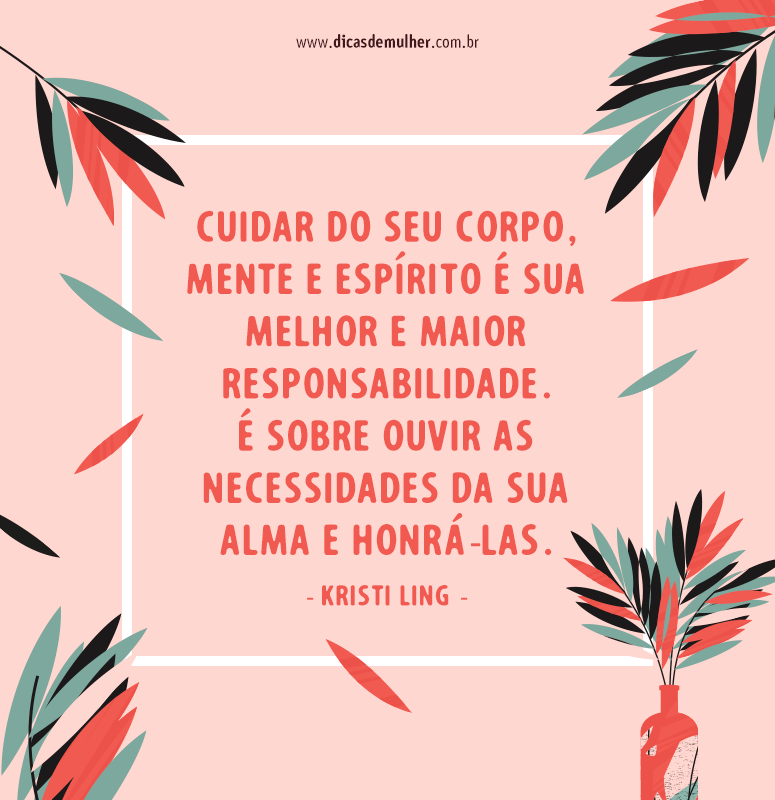 www.dicasdemulher.com.br
CUIDAR DO SEU CORPO,
MENTE E ESPÍRITO É SUA
MELHOR E MAIOR
RESPONSABILIDADE.
É SOBRE OUVIR AS
NECESSIDADES DA SUA
ALMA E HONRÁ-LAS.
- KRISTI LING -